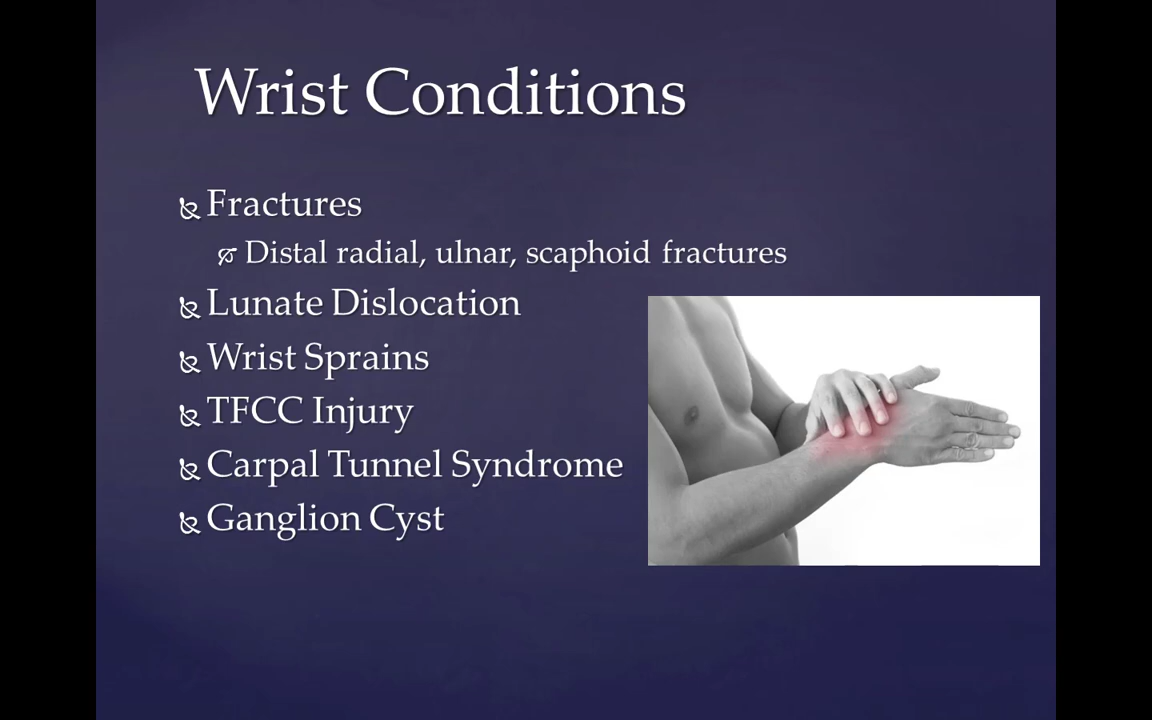 Wrist Conditions
Fractures
Distal radial, ulnar, scaphoid fractures
Lunate Dislocation
Wrist Sprains
TFCC Injury
Carpal Tunnel Syndrome
Ganglion Cyst